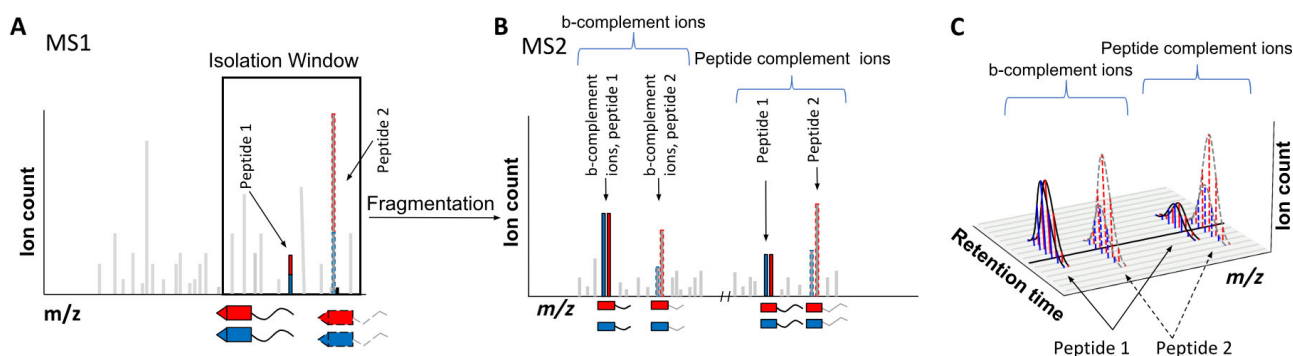 A
MS1
Isolation Window
Peptide 1
Peptide 2
Ion count
m/z
Fragmentation
B
MS2
b-complement ions
Peptide complement ions
b-complement
ions, peptide 1
b-complement
ions, peptide 2
Peptide 1
Peptide 2
Ion count
m/z
C
Peptide complement ions
b-complement ions
Ion count
Retention time
m/z
Peptide 1
Peptide 2